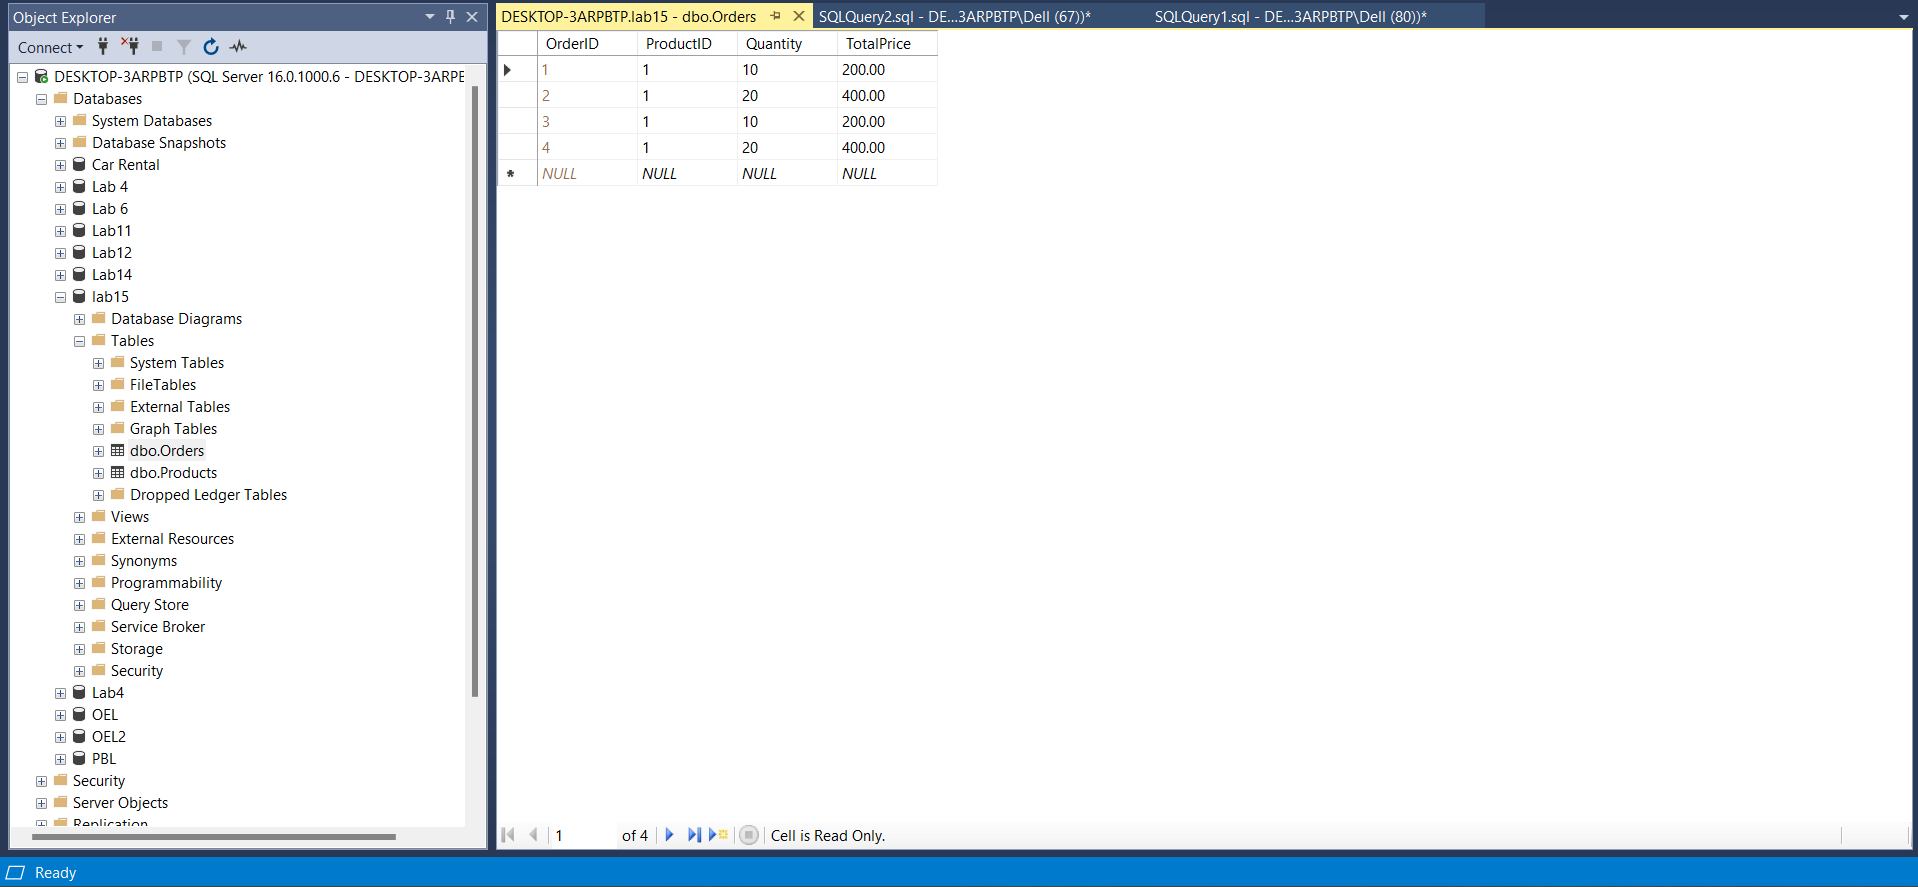 Object Explorer
Connect
DESKTOP-3ARPBTP (SQL Server 16.0.1000.6 - DESKTOP-3ARPE
Databases
System Databases
Database Snapshots
Car Rental
Lab 4
Lab 6
Lab11
Lab12
Lab14
lab15
Database Diagrams
Tables
System Tables
FileTables
External Tables
Graph Tables
dbo.Orders
dbo.Products
Dropped Ledger Tables
Views
External Resources
Synonyms
Programmability
Query Store
Service Broker
Storage
Security
Lab4
OEL
OEL2
PBL
Security
Server Objects
Replication
DESKTOP-3ARPBTP.lab15 - dbo.Orders SQLQuery2.sql - DE...3ARPBTP\Dell (67))* SQLQuery1.sql - DE...3ARPBTP\Dell (80))*
OrderID ProductID Quantity TotalPrice
1 1 10 200.00
2 1 20 400.00
3 1 10 200.00
4 1 20 400.00
* NULL NULL NULL NULL
1 of 4 Cell is Read Only.
Ready